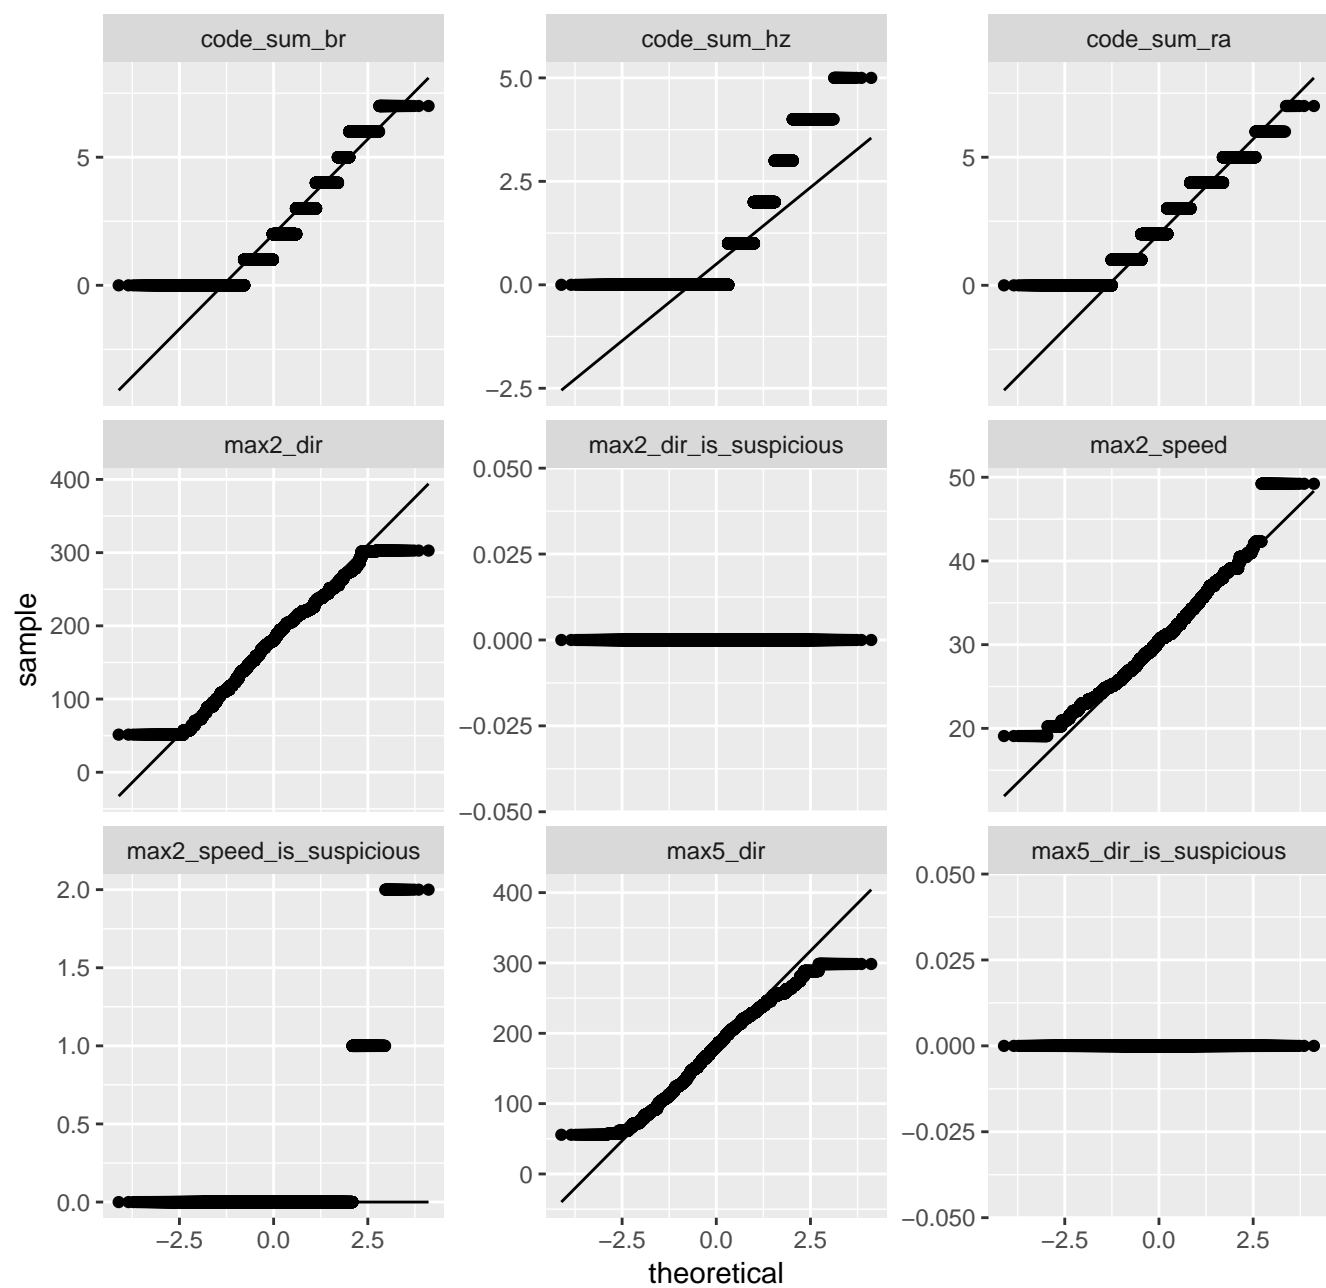 code_sum_br
code_sum_hz
code_sum_ra
5
0
5.0
2.5
0.0
−2.5
5
0
max2_dir
max2_dir_is_suspicious
max2_speed
400
300
200
100
0
0.050
0.025
0.000
−0.025
−0.050
50
40
30
20
sample
max2_speed_is_suspicious
max5_dir
max5_dir_is_suspicious
2.0
1.5
1.0
0.5
0.0
400
300
200
100
0
0.050
0.025
0.000
−0.025
−0.050
−2.5 0.0 2.5
−2.5 0.0 2.5
−2.5 0.0 2.5
theoretical